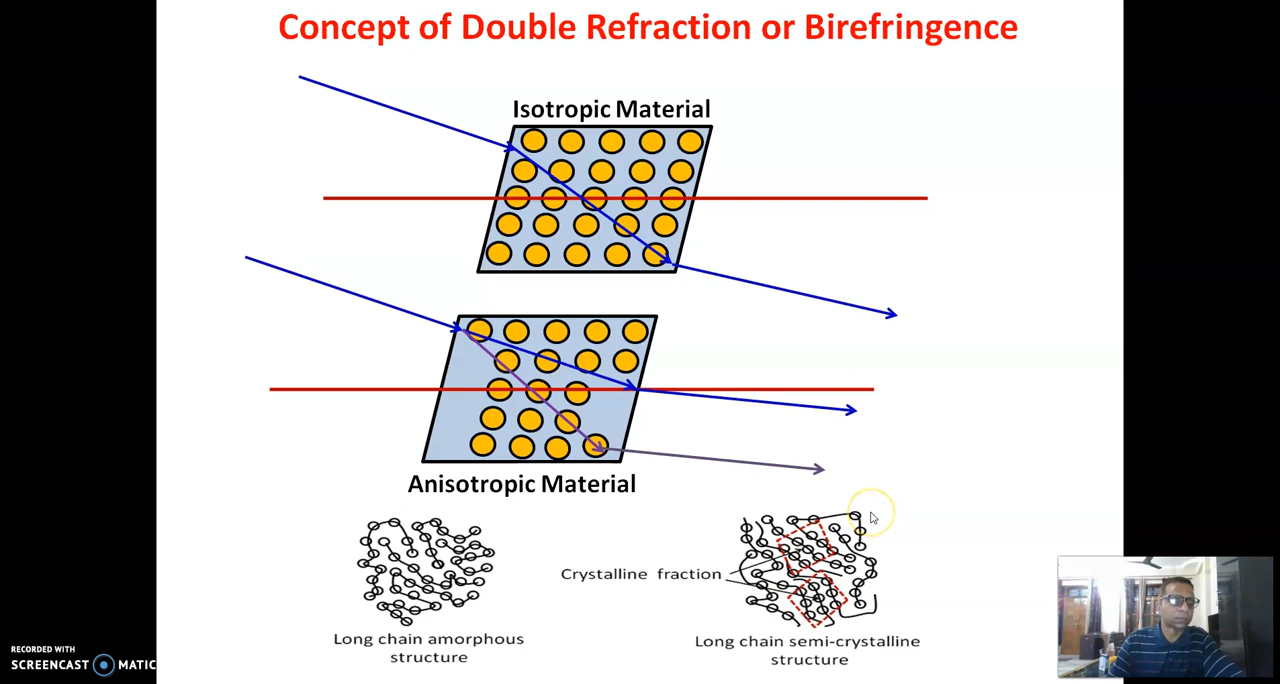 Concept of Double Refraction or Birefringence
Isotropic Material
Anisotropic Material
Crystalline fraction
Long chain amorphous
structure
Long chain semi-crystalline
structure
RECORDED WITH
SCREENCAST MATIC